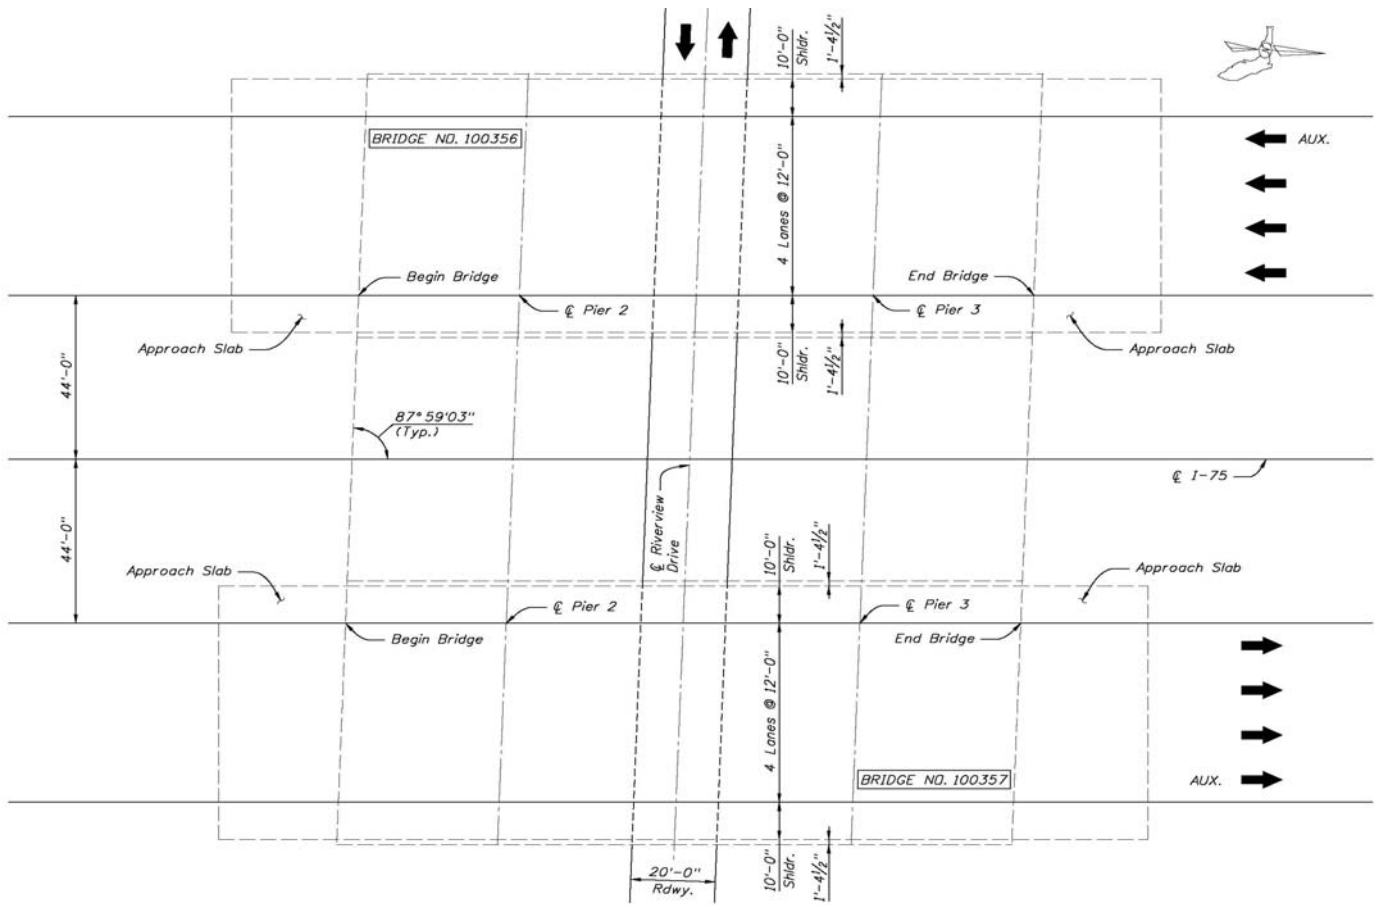 10'-0"
Shldr.
1'-4½"
BRIDGE NO. 100356
AUX.
4 Lanes @ 12'-0"
Begin Bridge
End Bridge
℄ Pier 2
℄ Pier 3
Approach Slab
Approach Slab
10'-0"
Shldr.
1'-4½"
44'-0"
87°59'03"
(Typ.)
℄ I-75
℄ Riverview
Drive
44'-0"
10'-0"
Shldr.
1'-4½"
Approach Slab
Approach Slab
℄ Pier 2
℄ Pier 3
Begin Bridge
End Bridge
4 Lanes @ 12'-0"
BRIDGE NO. 100357
AUX.
20'-0"
Rdwy.
10'-0"
Shldr.
1'-4½"